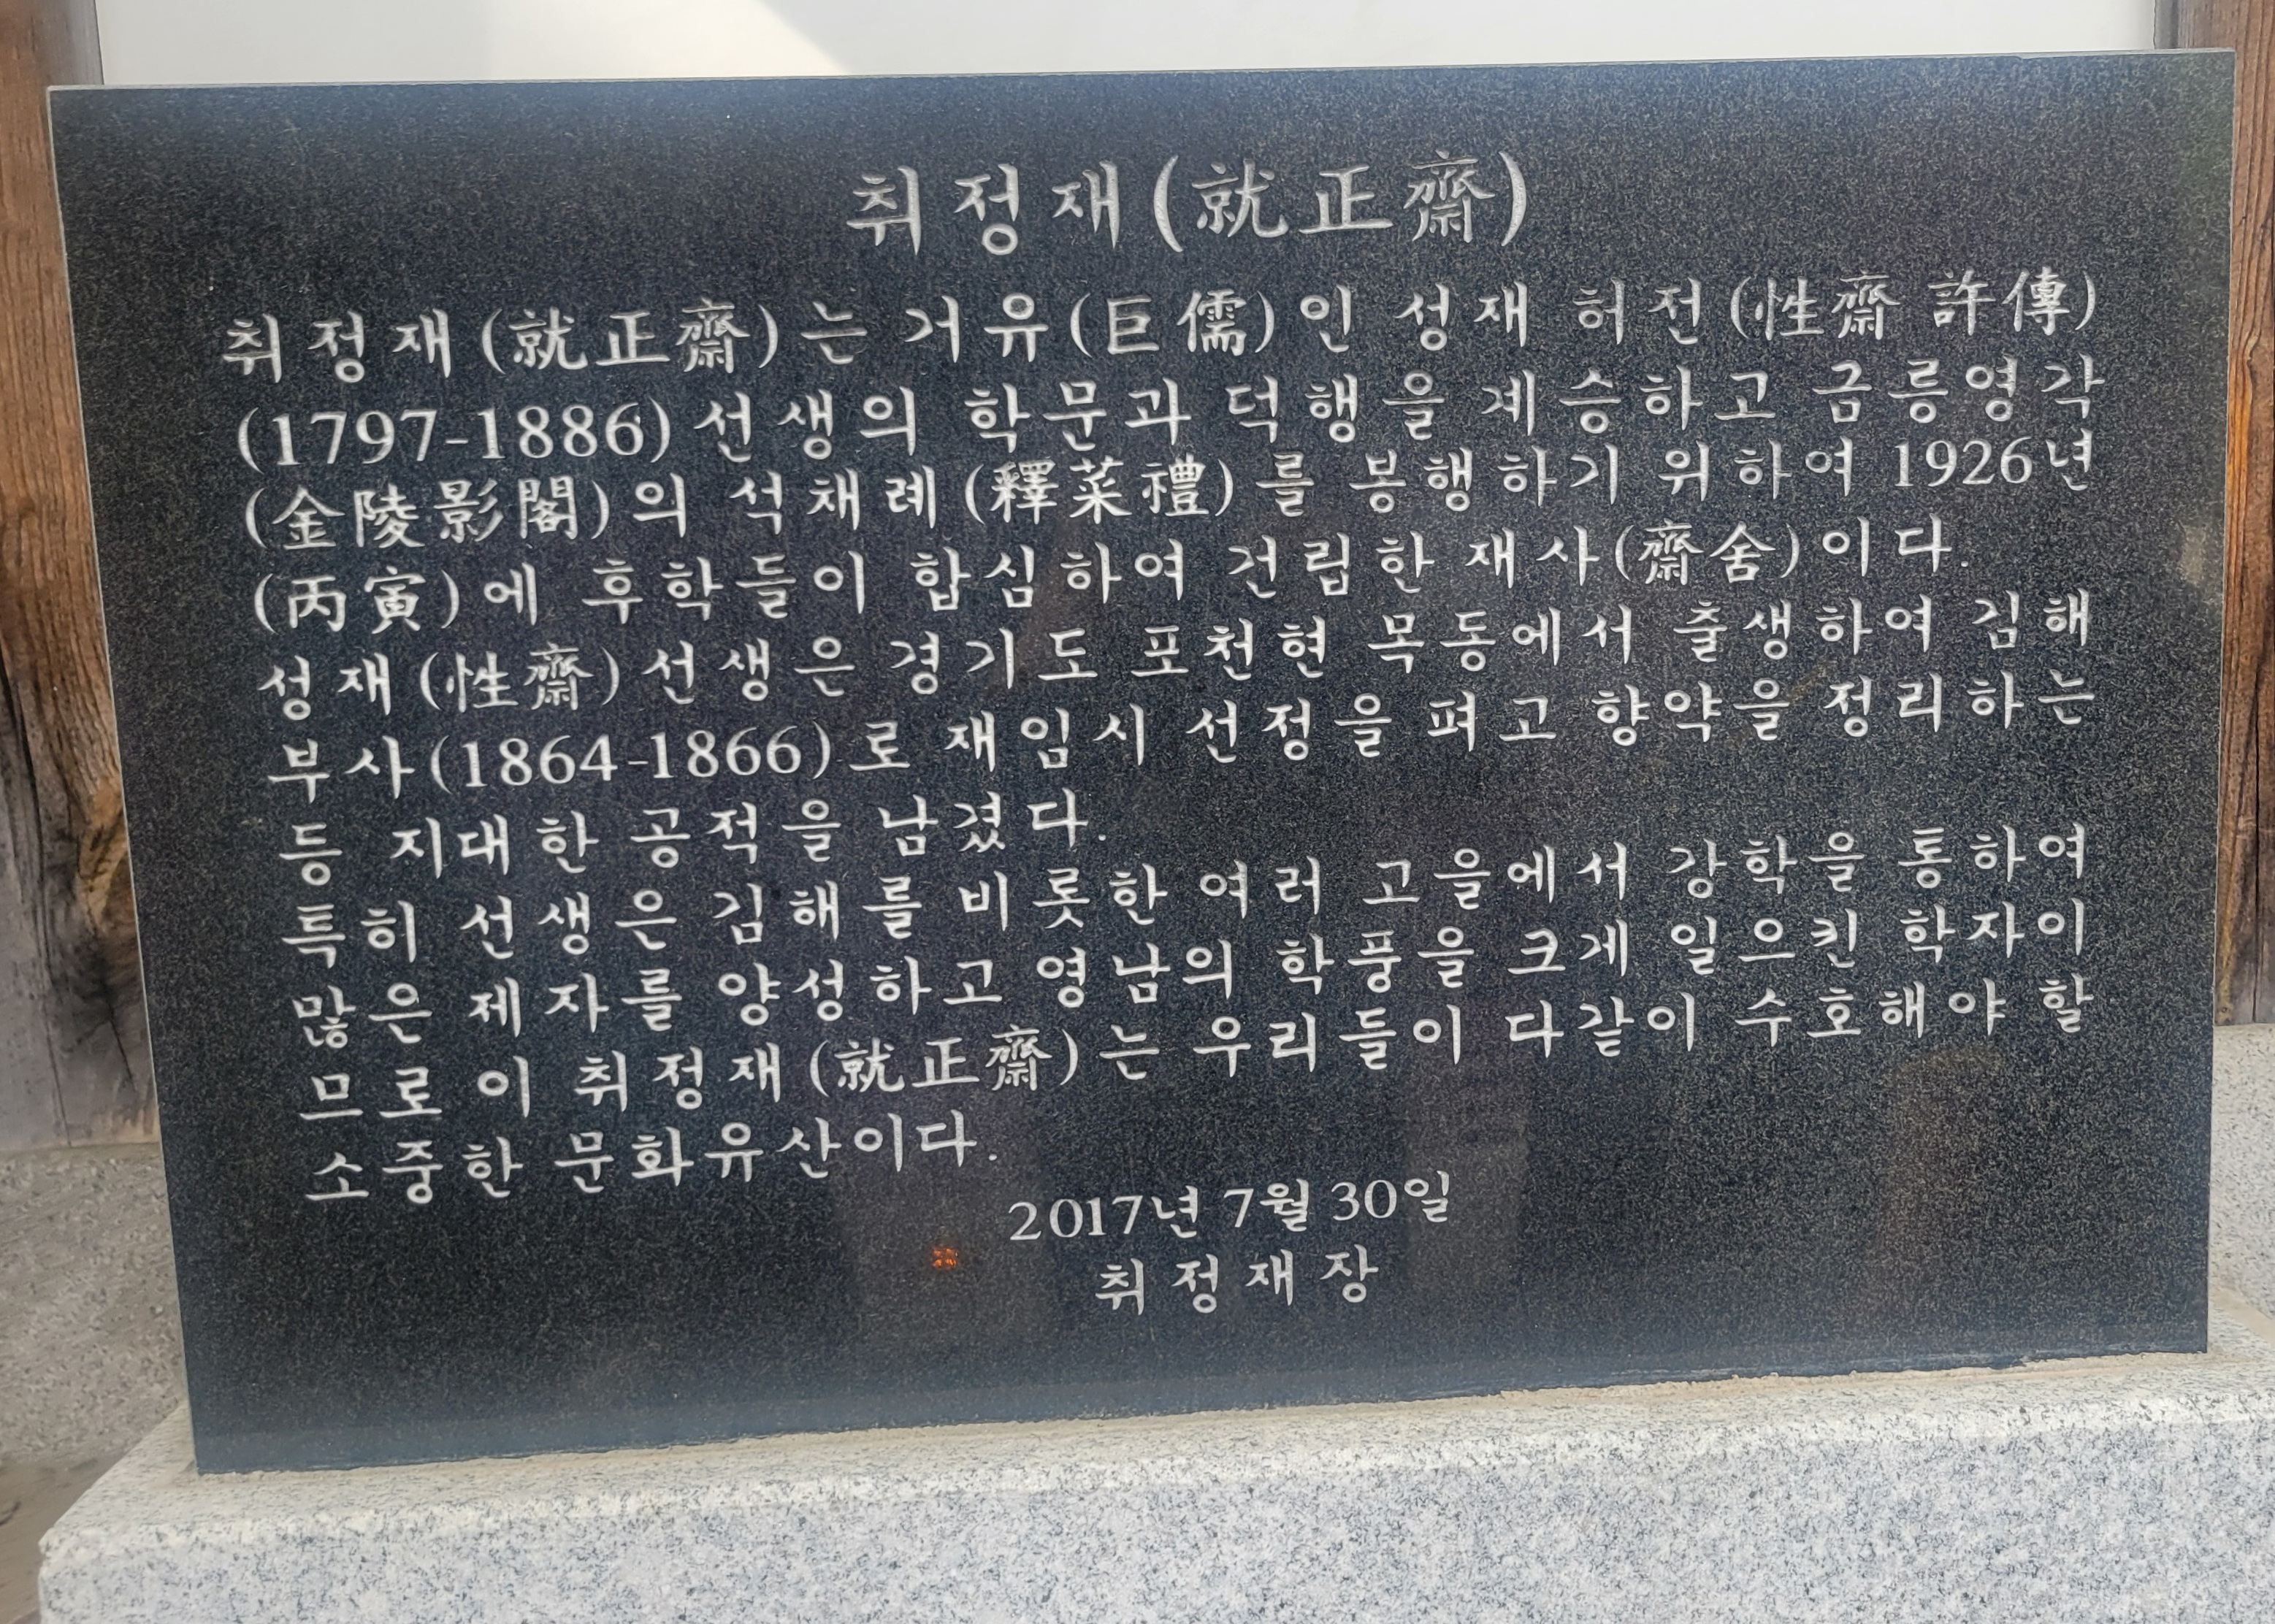 취정재(就正齋)
취정재(就正齋)는 거유(巨儒)인 성재 허전(性齋 許傳)
(1797-1886)선생의 학문과 덕행을 계승하고 금릉영각
(金陵影閣)의 석채례(釋菜禮)를 봉행하기 위하여 1926년
(丙寅)에 후학들이 합심하여 건립한 재사(齋舍)이다.
성재(性齋)선생은 경기도 포천현 목동에서 출생하여 김해
부사(1864-1866)로 재임시 선정을 펴고 향약을 정리하는
등 지대한 공적을 남겼다.
특히 선생은 김해를 비롯한 여러 고을에서 강학을 통하여
많은 제자를 양성하고 영남의 학풍을 크게 일으킨 학자이
므로 이 취정재(就正齋)는 우리들이 다같이 수호해야 할
소중한 문화유산이다.
2017년 7월 30일
취정재장